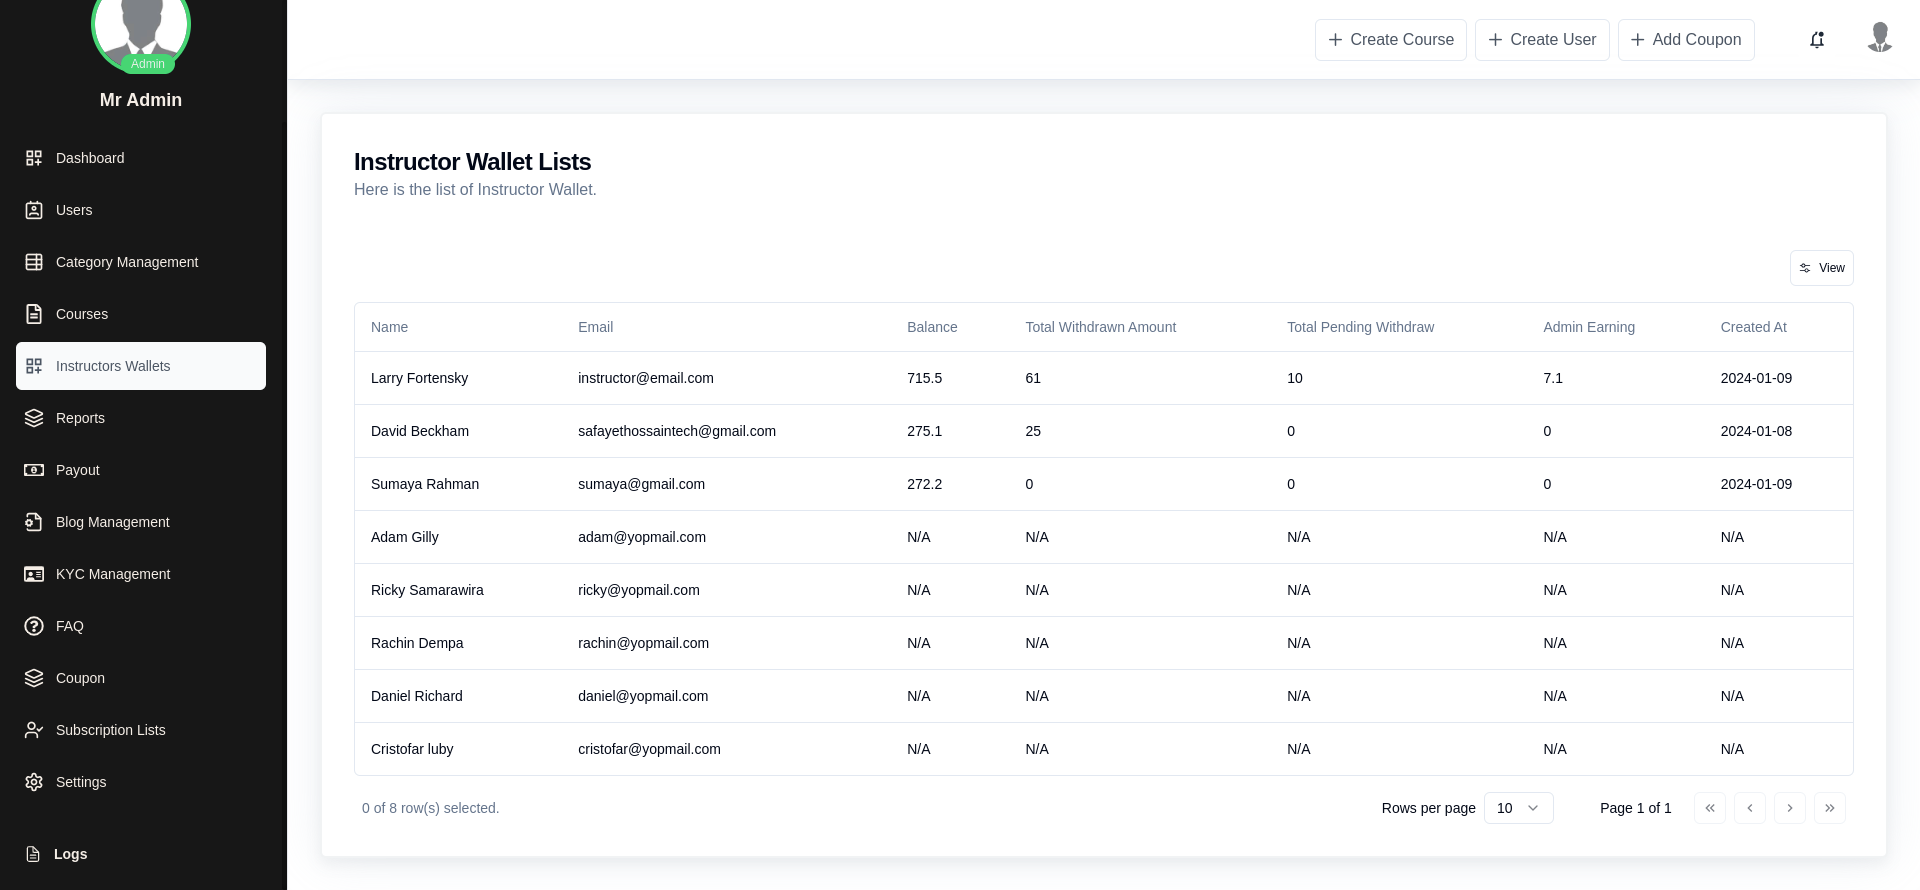 Admin
Mr Admin
Dashboard
Users
Category Management
Courses
Instructors Wallets
Reports
Payout
Blog Management
KYC Management
FAQ
Coupon
Subscription Lists
Settings
Logs
Create Course Create User Add Coupon
Instructor Wallet Lists
Here is the list of Instructor Wallet.
View
Name Email Balance Total Withdrawn Amount Total Pending Withdraw Admin Earning Created At
Larry Fortensky instructor@email.com 715.5 61 10 7.1 2024-01-09
David Beckham safayethossaintech@gmail.com 275.1 25 0 0 2024-01-08
Sumaya Rahman sumaya@gmail.com 272.2 0 0 0 2024-01-09
Adam Gilly adam@yopmail.com N/A N/A N/A N/A N/A
Ricky Samarawira ricky@yopmail.com N/A N/A N/A N/A N/A
Rachin Dempa rachin@yopmail.com N/A N/A N/A N/A N/A
Daniel Richard daniel@yopmail.com N/A N/A N/A N/A N/A
Cristofar luby cristofar@yopmail.com N/A N/A N/A N/A N/A
0 of 8 row(s) selected. Rows per page 10 Page 1 of 1